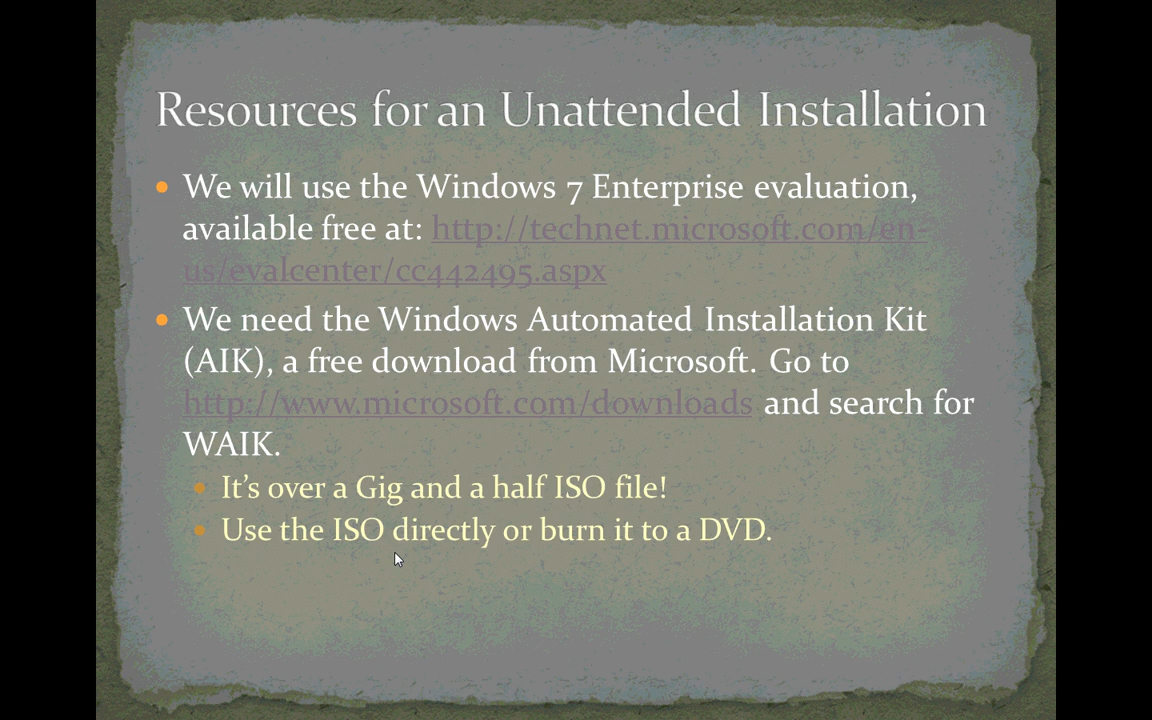 Resources for an Unattended Installation
We will use the Windows 7 Enterprise evaluation,
available free at: http://technet.microsoft.com/en-
us/evalcenter/cc442495.aspx
We need the Windows Automated Installation Kit
(AIK), a free download from Microsoft. Go to
http://www.microsoft.com/downloads and search for
WAIK.
It's over a Gig and a half ISO file!
Use the ISO directly or burn it to a DVD.